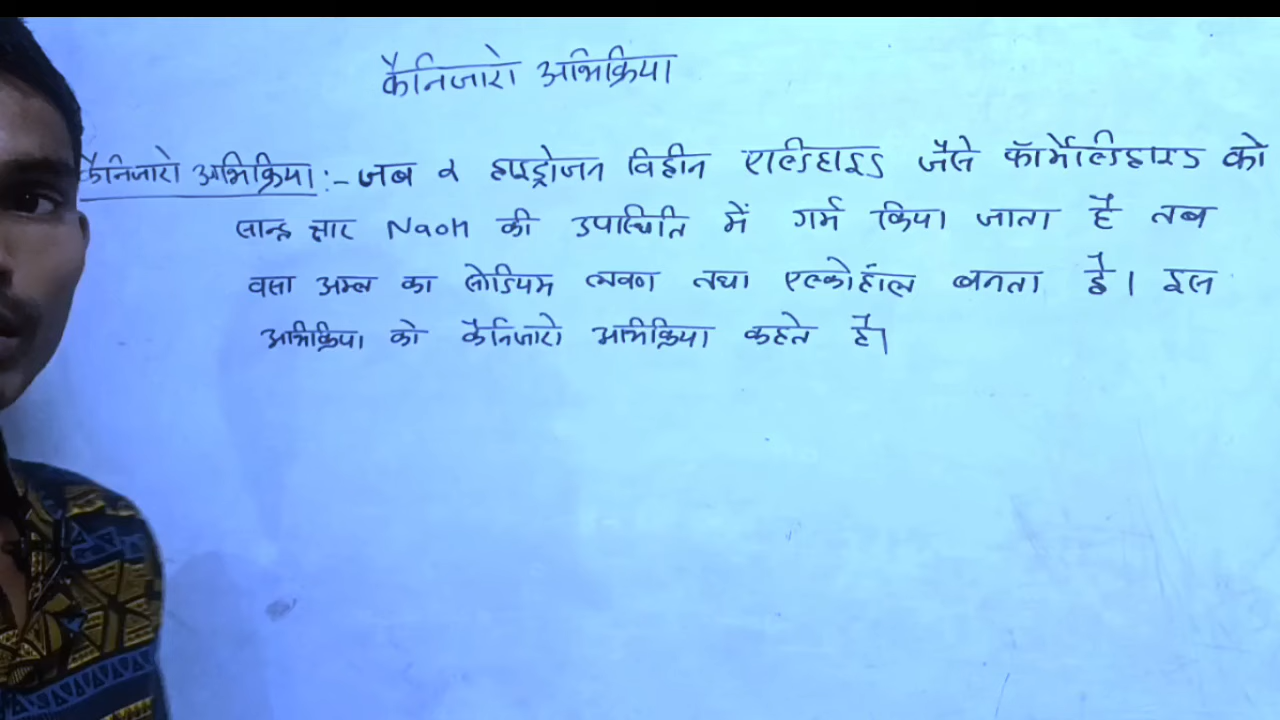 कैनिजारो अभिक्रिया
कैनिजारो अभिक्रिया :- जब α हाइड्रोजन विहीन एल्डिहाइड जैसे फॉर्मेल्डिहाइड को
सान्द्र क्षार NaOH की उपस्थिति में गर्म किया जाता है तब
वसा अम्ल का सोडियम लवण तथा एल्कोहॉल बनता है। इस
अभिक्रिया को कैनिजारो अभिक्रिया कहते है।